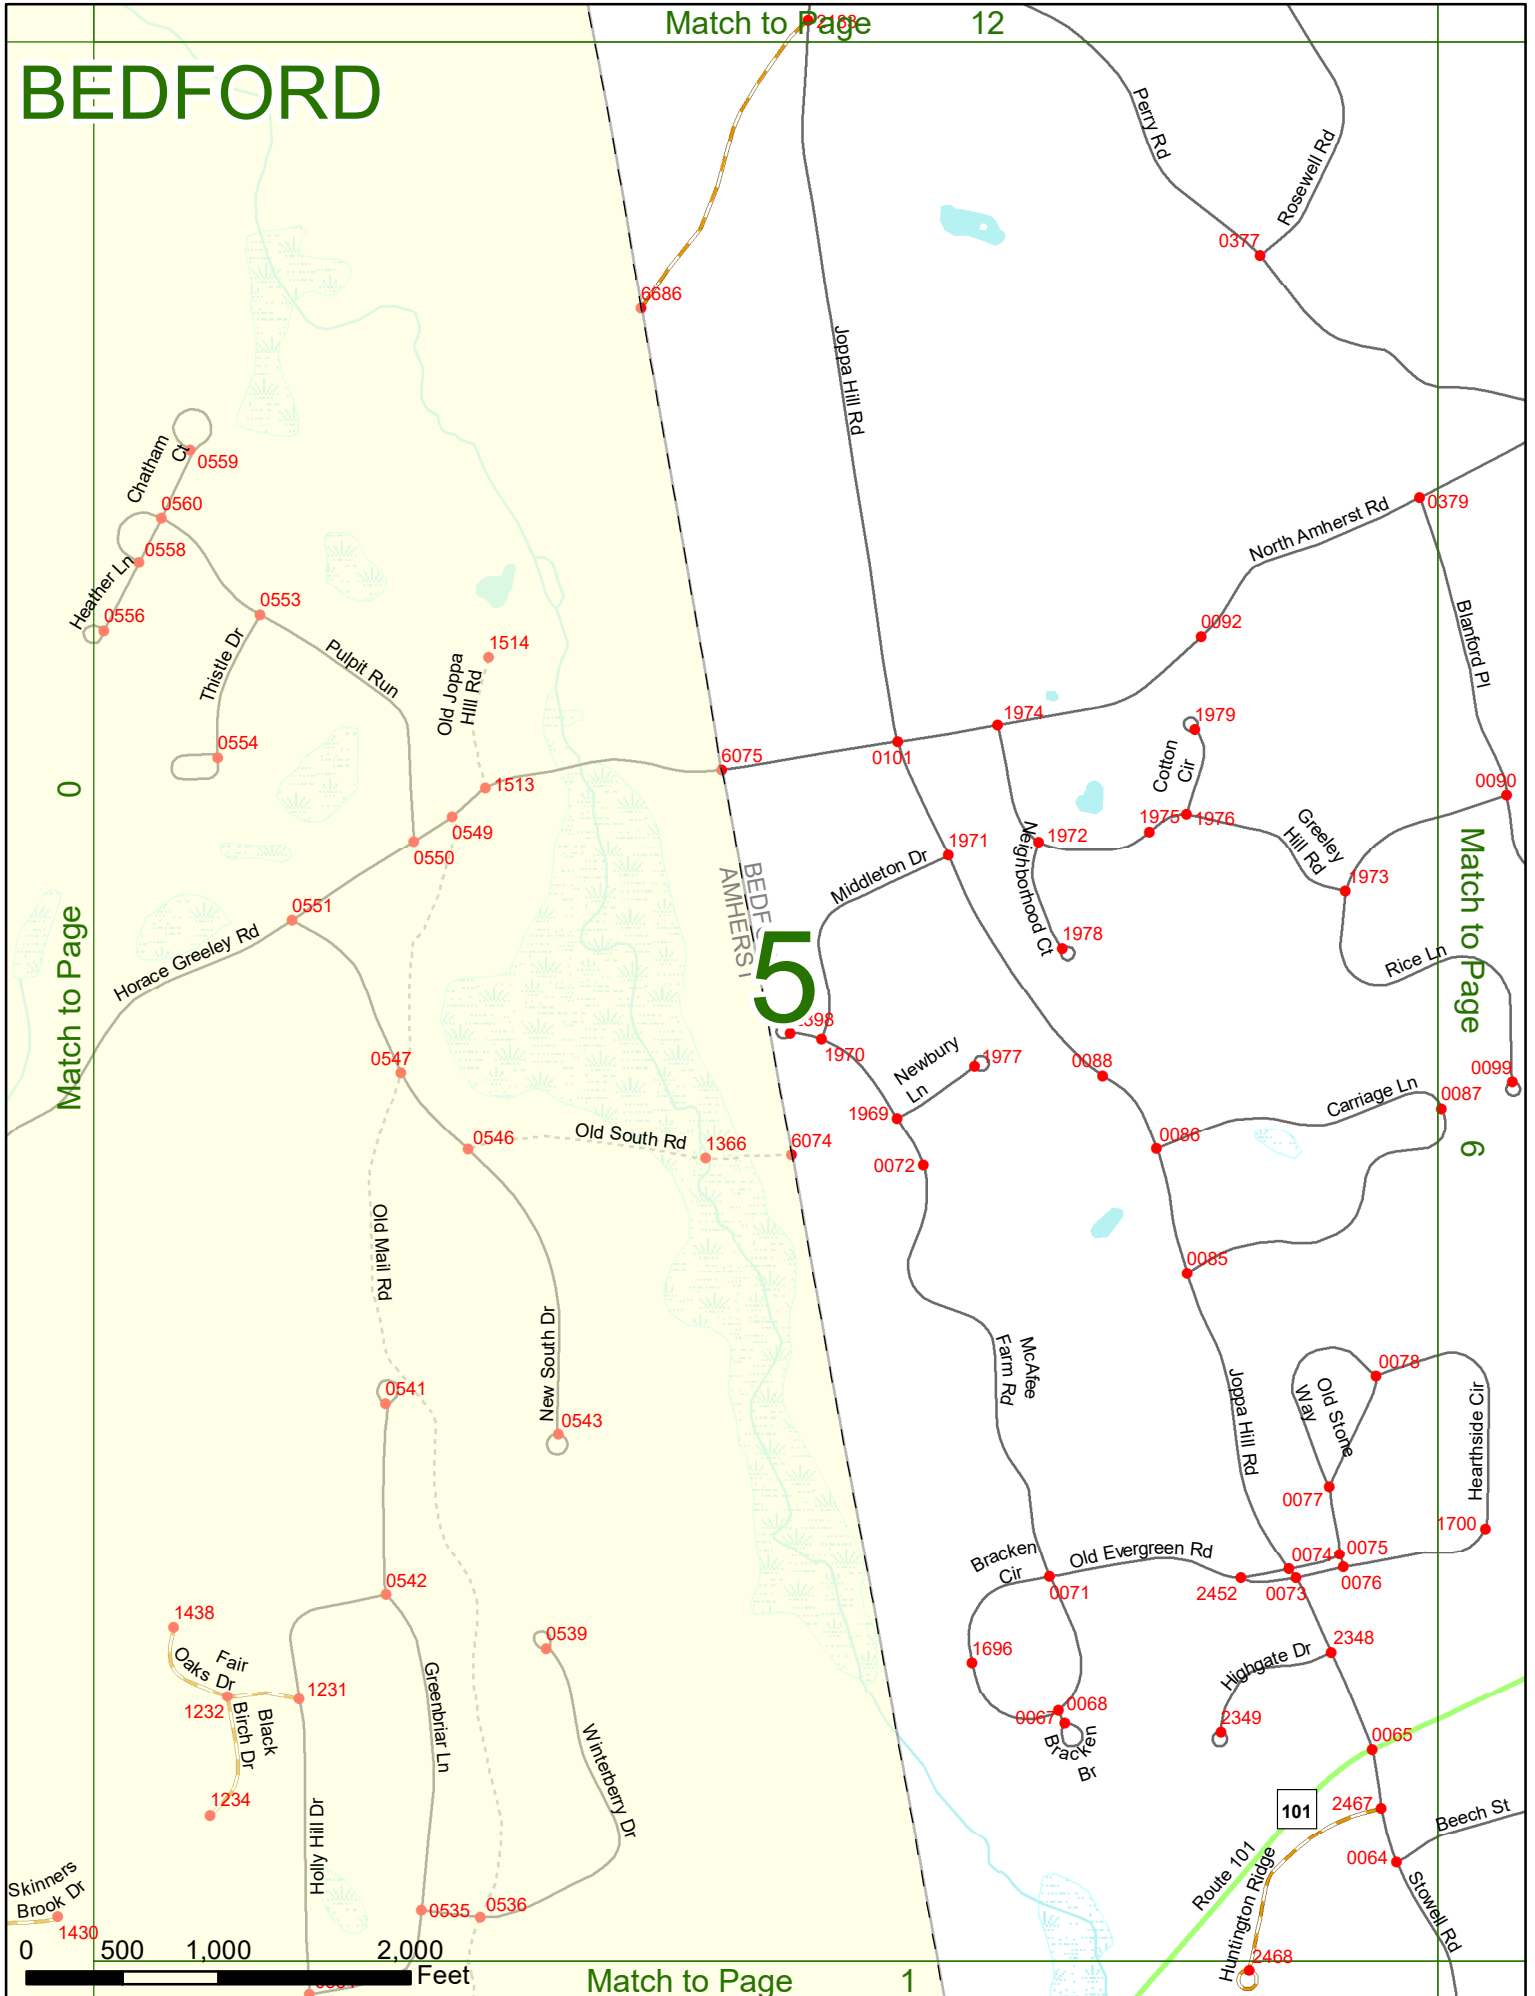 Match to Page 12
2183
BEDFORD
Perry Rd
Rosewell Rd
0377
6686
Joppa Hill Rd
Chatham
Ct
0559
0560
0558
Heather Ln
0556
0553
Thistle Dr
Pulpit Run
0554
Old Joppa
HIll Rd
1514
1513
0549
0550
0551
Horace Greeley Rd
0
Match to Page
6075
0101
1974
North Amherst Rd
0379
0092
Blanford Pl
1979
Cotton
Cir
1975
1976
0090
Greeley
Hill Rd
1973
1972
Neighborhood Ct
1978
1971
Middleton Dr
AMHERST
5
1970
Newbury
Ln
1977
1969
0088
Rice Ln
0099
Match to Page
6
Carriage Ln
0087
0086
0085
0547
0546
Old South Rd
1366
6074
0072
Old Mail Rd
New South Dr
0541
0543
McAfee
Farm Rd
Joppa Hill Rd
Old Stone
Way
0078
Hearthside Cir
0077
1700
0074
0075
0076
0073
2452
Old Evergreen Rd
Bracken
Cir
0071
1696
0068
0067
Bracken
Br
Highgate Dr
2348
2349
0065
101
2467
Beech St
0064
Route 101
Huntington Ridge
Stowell Rd
2468
0542
1438
Fair
Oaks Dr
1232
1231
Black
Birch Dr
1234
Greenbriar Ln
0539
Winterberry Dr
Holly Hill Dr
0535
0536
Skinners
Brook Dr
1430
0 500 1,000 2,000
Feet
Match to Page 1